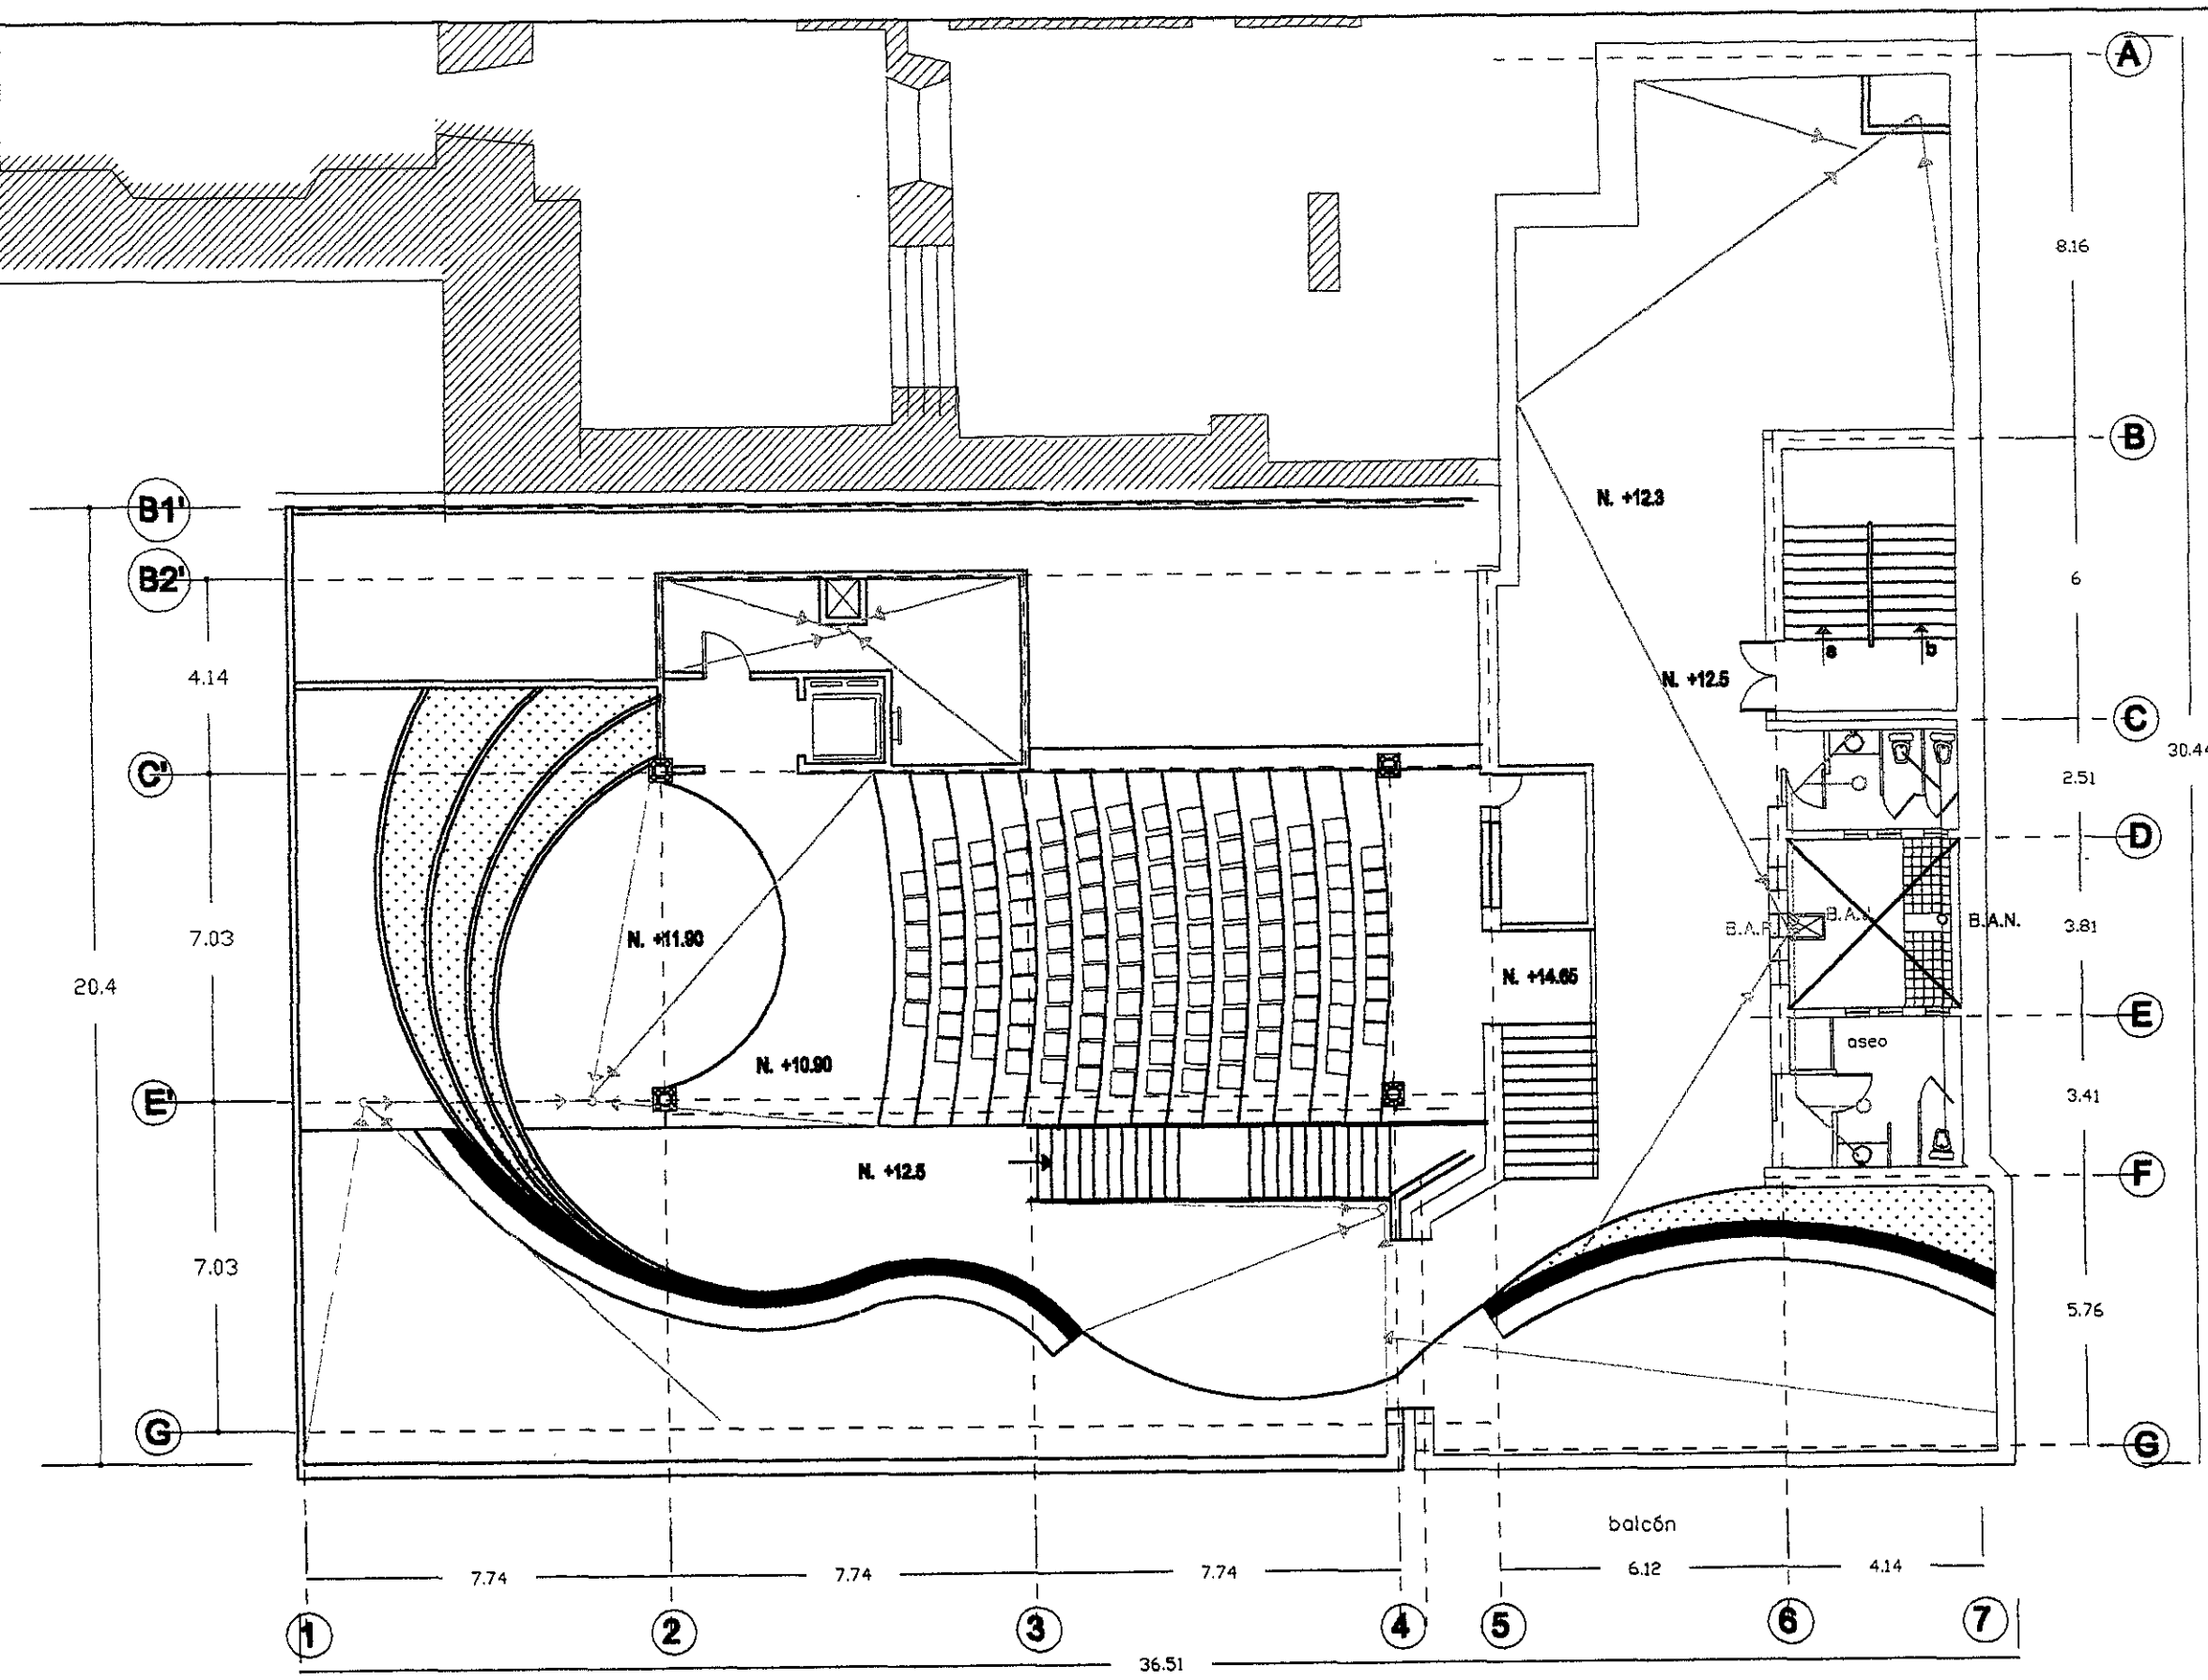 A
8.16
B
N. +12.3
B1'
B2'
6
4.14
a
b
N. +12.5
C
30.44
C'
2.51
D
7.03
N. +11.90
B.A.N.
3.81
20.4
N. +14.65
E
aseo
N. +10.90
E'
3.41
N. +12.5
F
7.03
5.76
G
G
balcón
7.74
7.74
7.74
6.12
4.14
1
2
3
4
5
6
7
36.51